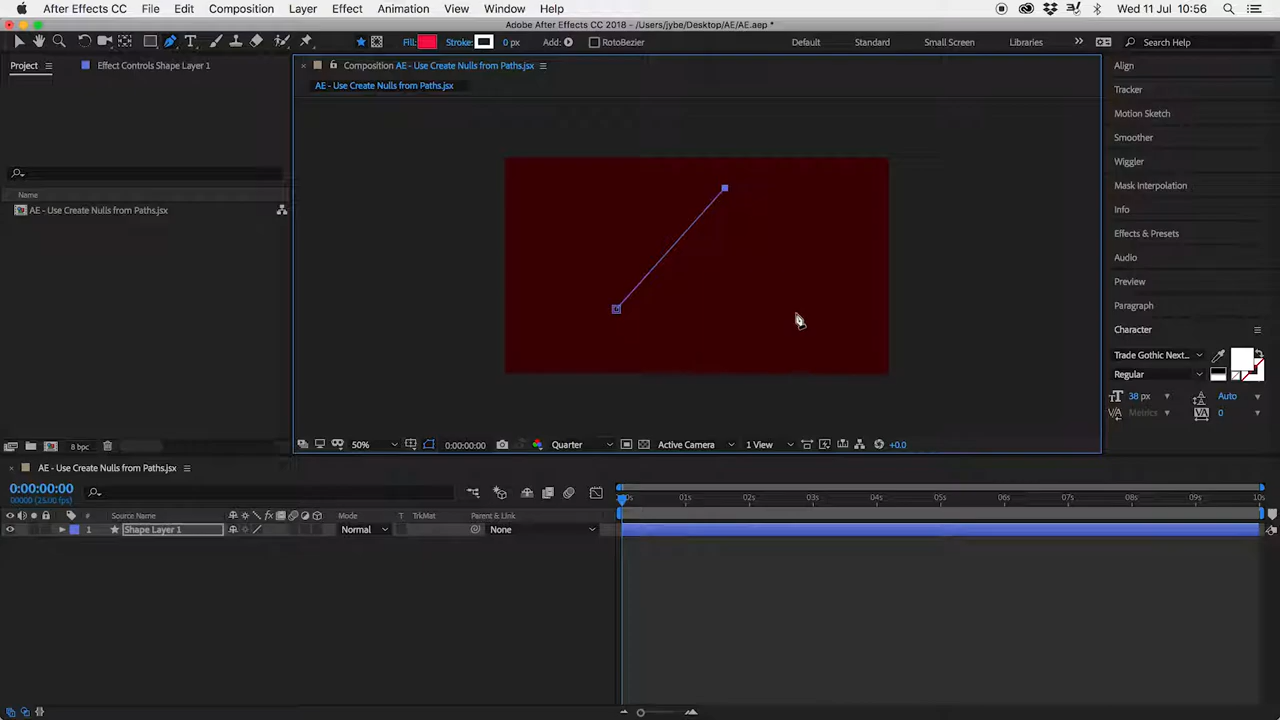 After Effects CC File Edit Composition Layer Effect Animation View Window Help Wed 11 Jul 10:56
Adobe After Effects CC 2018 - /Users/jybe/Desktop/AE/AE.aep *
Fill: Stroke: 0 px Add: RotoBezier Default Standard Small Screen Libraries Search Help
Project Effect Controls Shape Layer 1 Composition AE - Use Create Nulls from Paths.jsx Align
AE - Use Create Nulls from Paths.jsx
Tracker
Motion Sketch
Smoother
Wiggler
Mask Interpolation
Name
AE - Use Create Nulls from Paths.jsx
Info
Effects & Presets
Audio
Preview
Paragraph
Character
Trade Gothic Next...
Regular
38 px Auto
Metrics 0
8 bpc 50% 0:00:00:00 Quarter Active Camera 1 View +0.0
AE - Use Create Nulls from Paths.jsx
0:00:00:00
00000 (25.00 fps)
:00s 01s 02s 03s 04s 05s 06s 07s 08s 09s 10s
# Source Name Mode T TrkMat Parent & Link
1 Shape Layer 1 Normal None